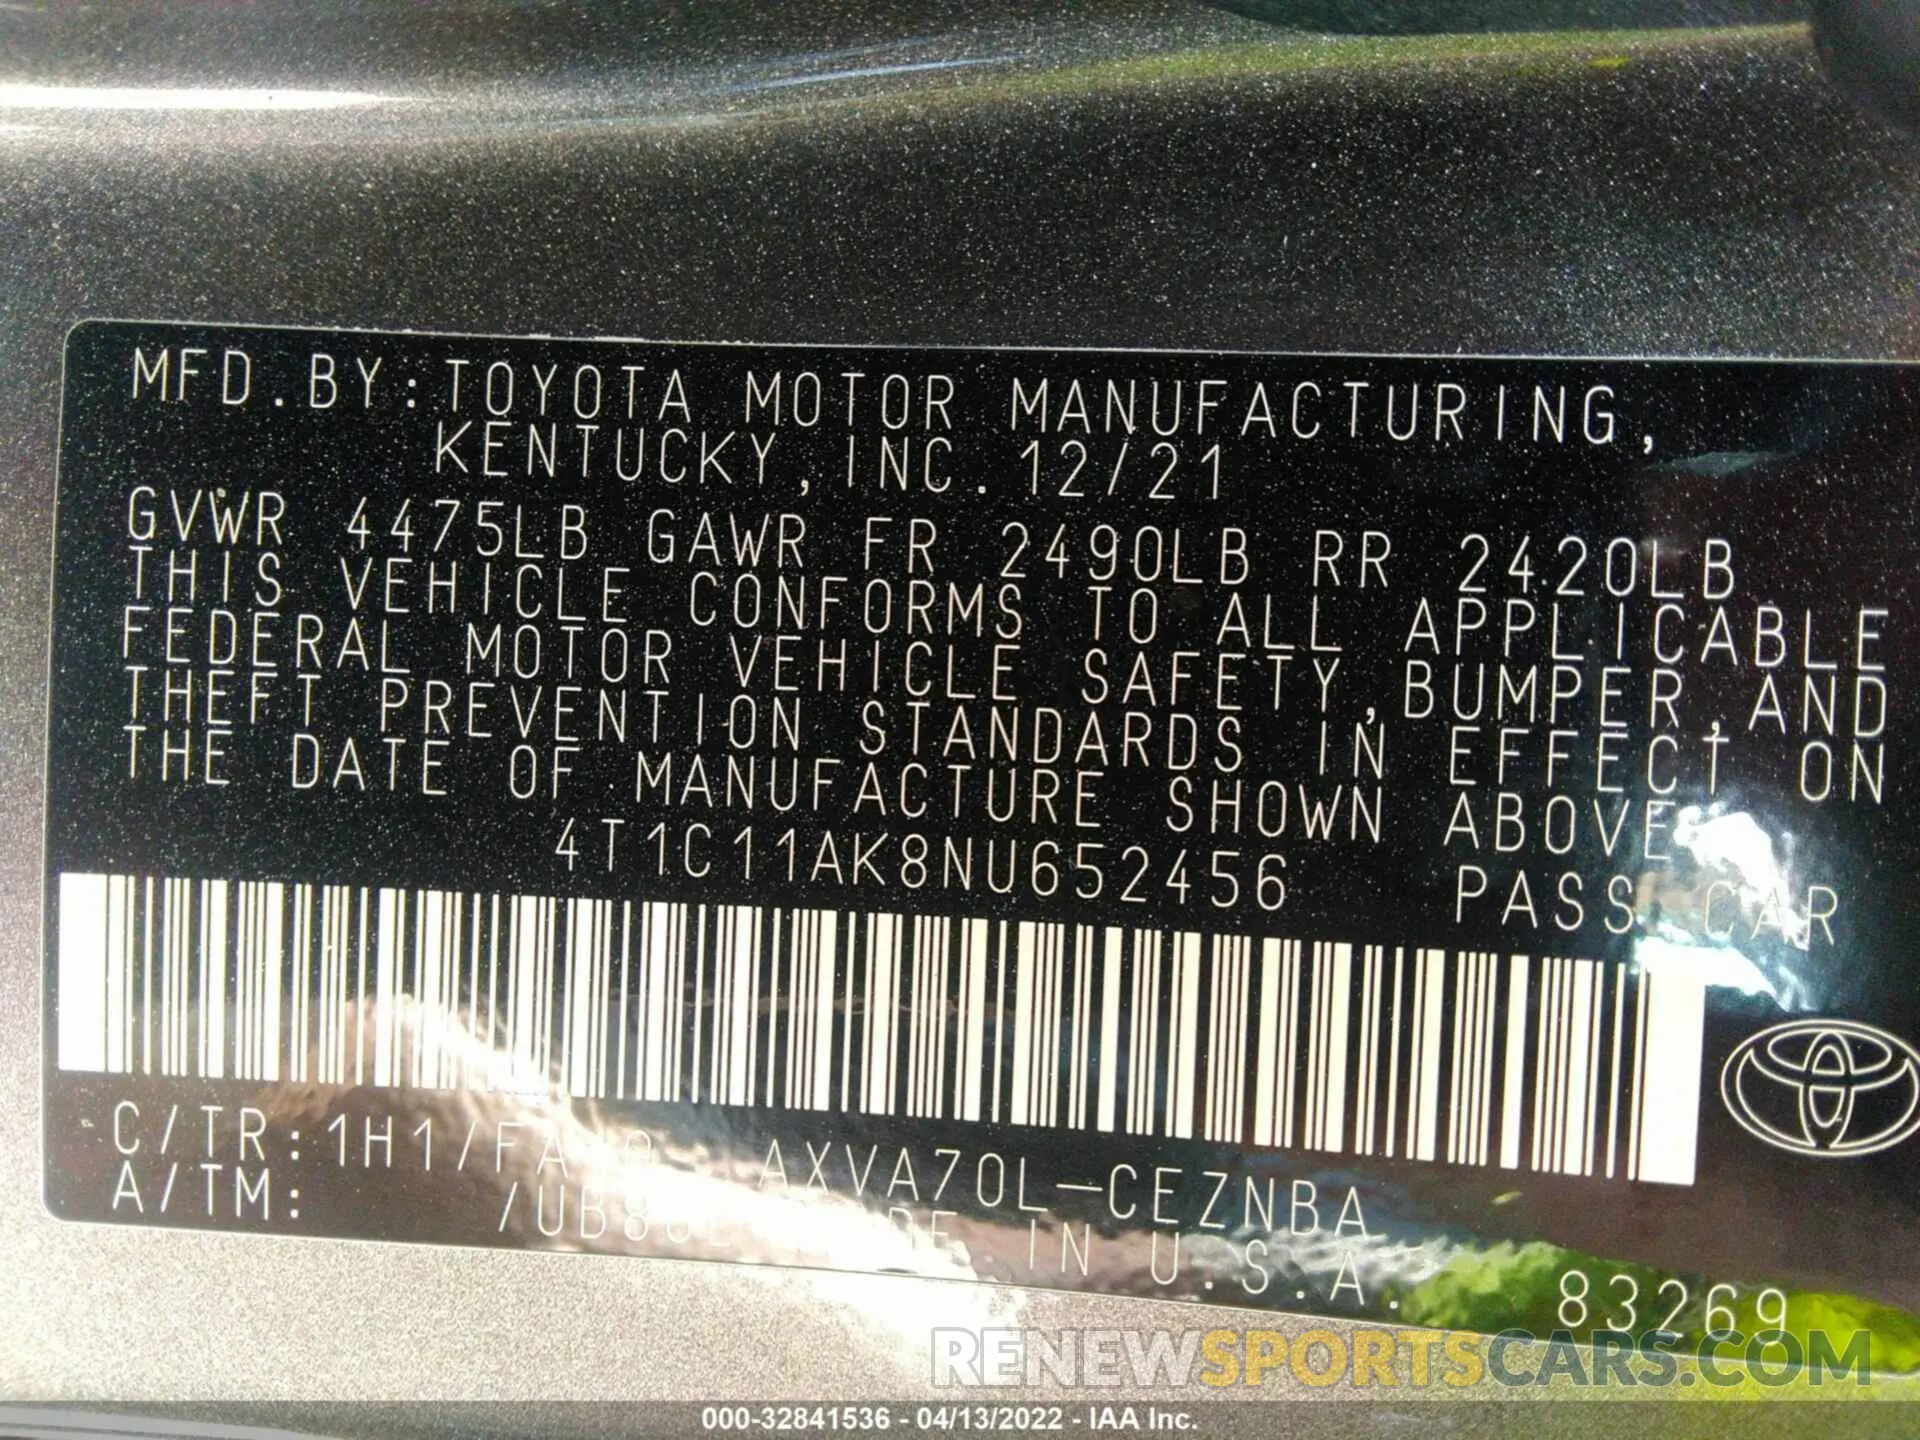 MFD.BY:TOYOTA MOTOR MANUFACTURING,
KENTUCKY,INC.12/21
GVWR 4475LB GAWR FR 2490LB RR 2420LB
THIS VEHICLE CONFORMS TO ALL APPLICABLE
FEDERAL MOTOR VEHICLE SAFETY,BUMPER,AND
THEFT PREVENTION STANDARDS IN EFFECT ON
THE DATE OF MANUFACTURE SHOWN ABOVE
4T1C11AK8NU652456 PASS CAR
C/TR:1H1/ AXVA70L-CEZNBA
A/TM: IN U.S.A.
83269
RENEWSPORTSCARS.COM
000-32841536 - 04/13/2022 - IAA Inc.